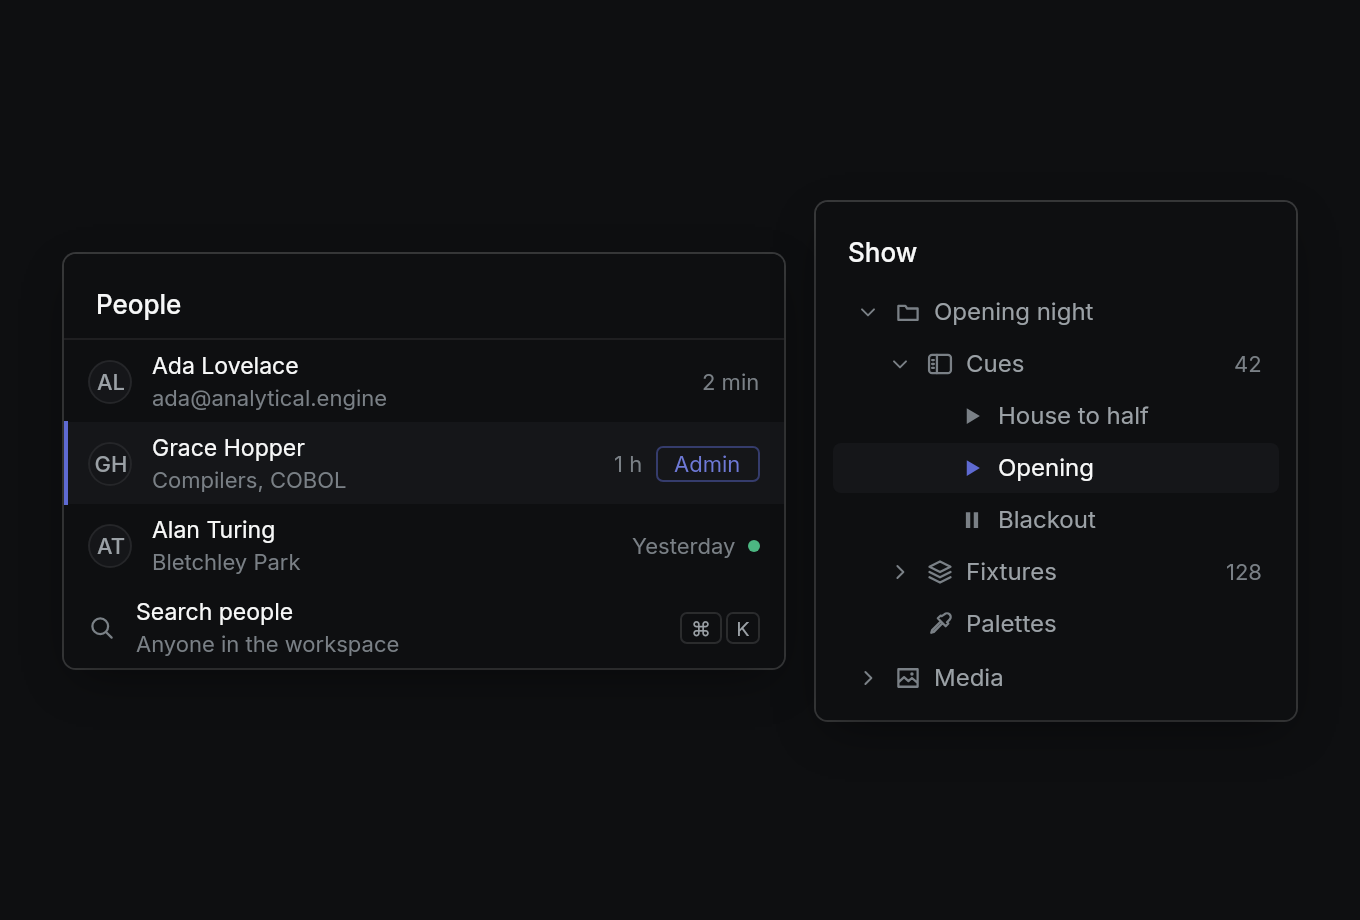 People
AL
Ada Lovelace
ada@analytical.engine
2 min
GH
Grace Hopper
Compilers, COBOL
1 h
Admin
AT
Alan Turing
Bletchley Park
Yesterday
Search people
Anyone in the workspace
⌘ K
Show
Opening night
Cues 42
House to half
Opening
Blackout
Fixtures 128
Palettes
Media